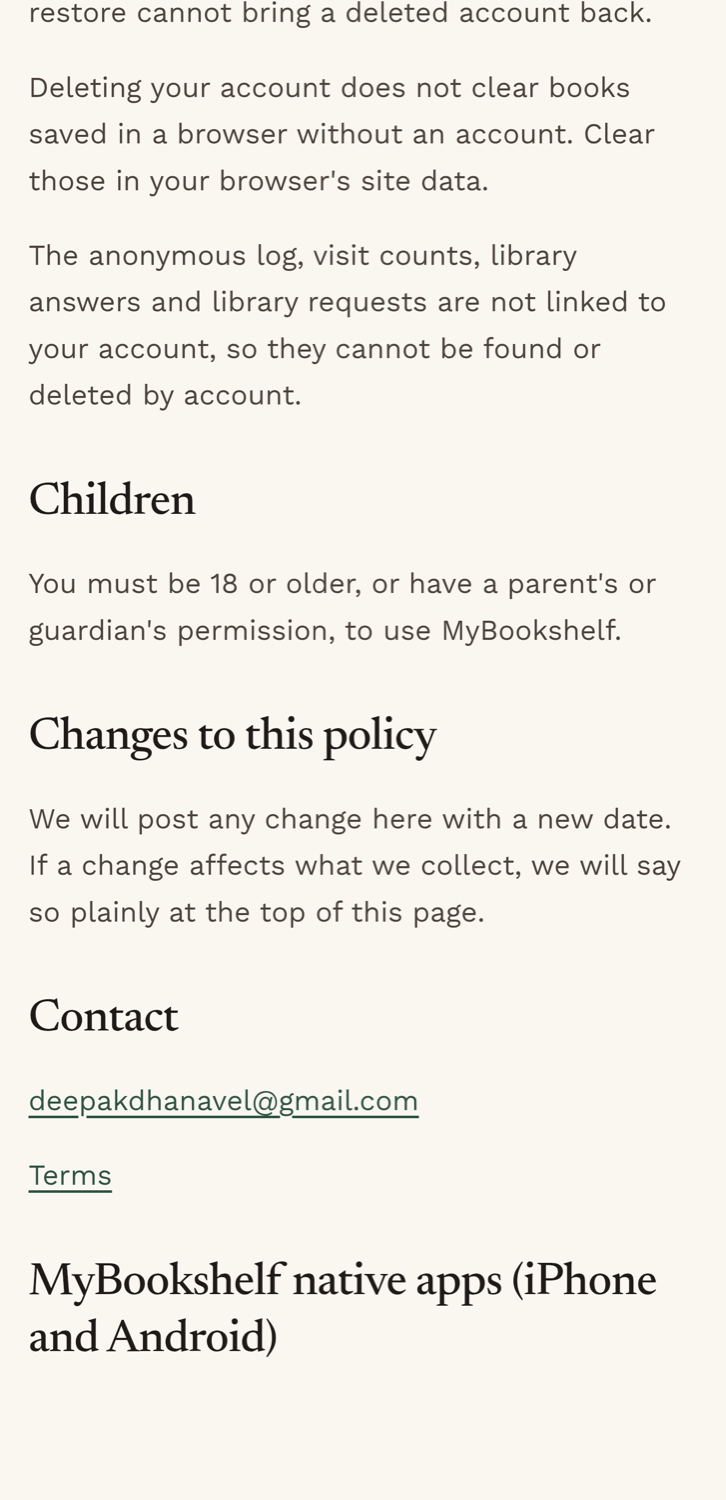 restore cannot bring a deleted account back.
Deleting your account does not clear books
saved in a browser without an account. Clear
those in your browser's site data.
The anonymous log, visit counts, library
answers and library requests are not linked to
your account, so they cannot be found or
deleted by account.
Children
You must be 18 or older, or have a parent's or
guardian's permission, to use MyBookshelf.
Changes to this policy
We will post any change here with a new date.
If a change affects what we collect, we will say
so plainly at the top of this page.
Contact
deepakdhanavel@gmail.com
Terms
MyBookshelf native apps (iPhone
and Android)